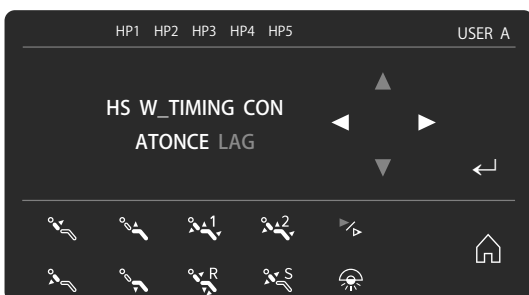 HP1 HP2 HP3 HP4 HP5 USER A
HS W_TIMING CON
ATONCE LAG
1 2
R S